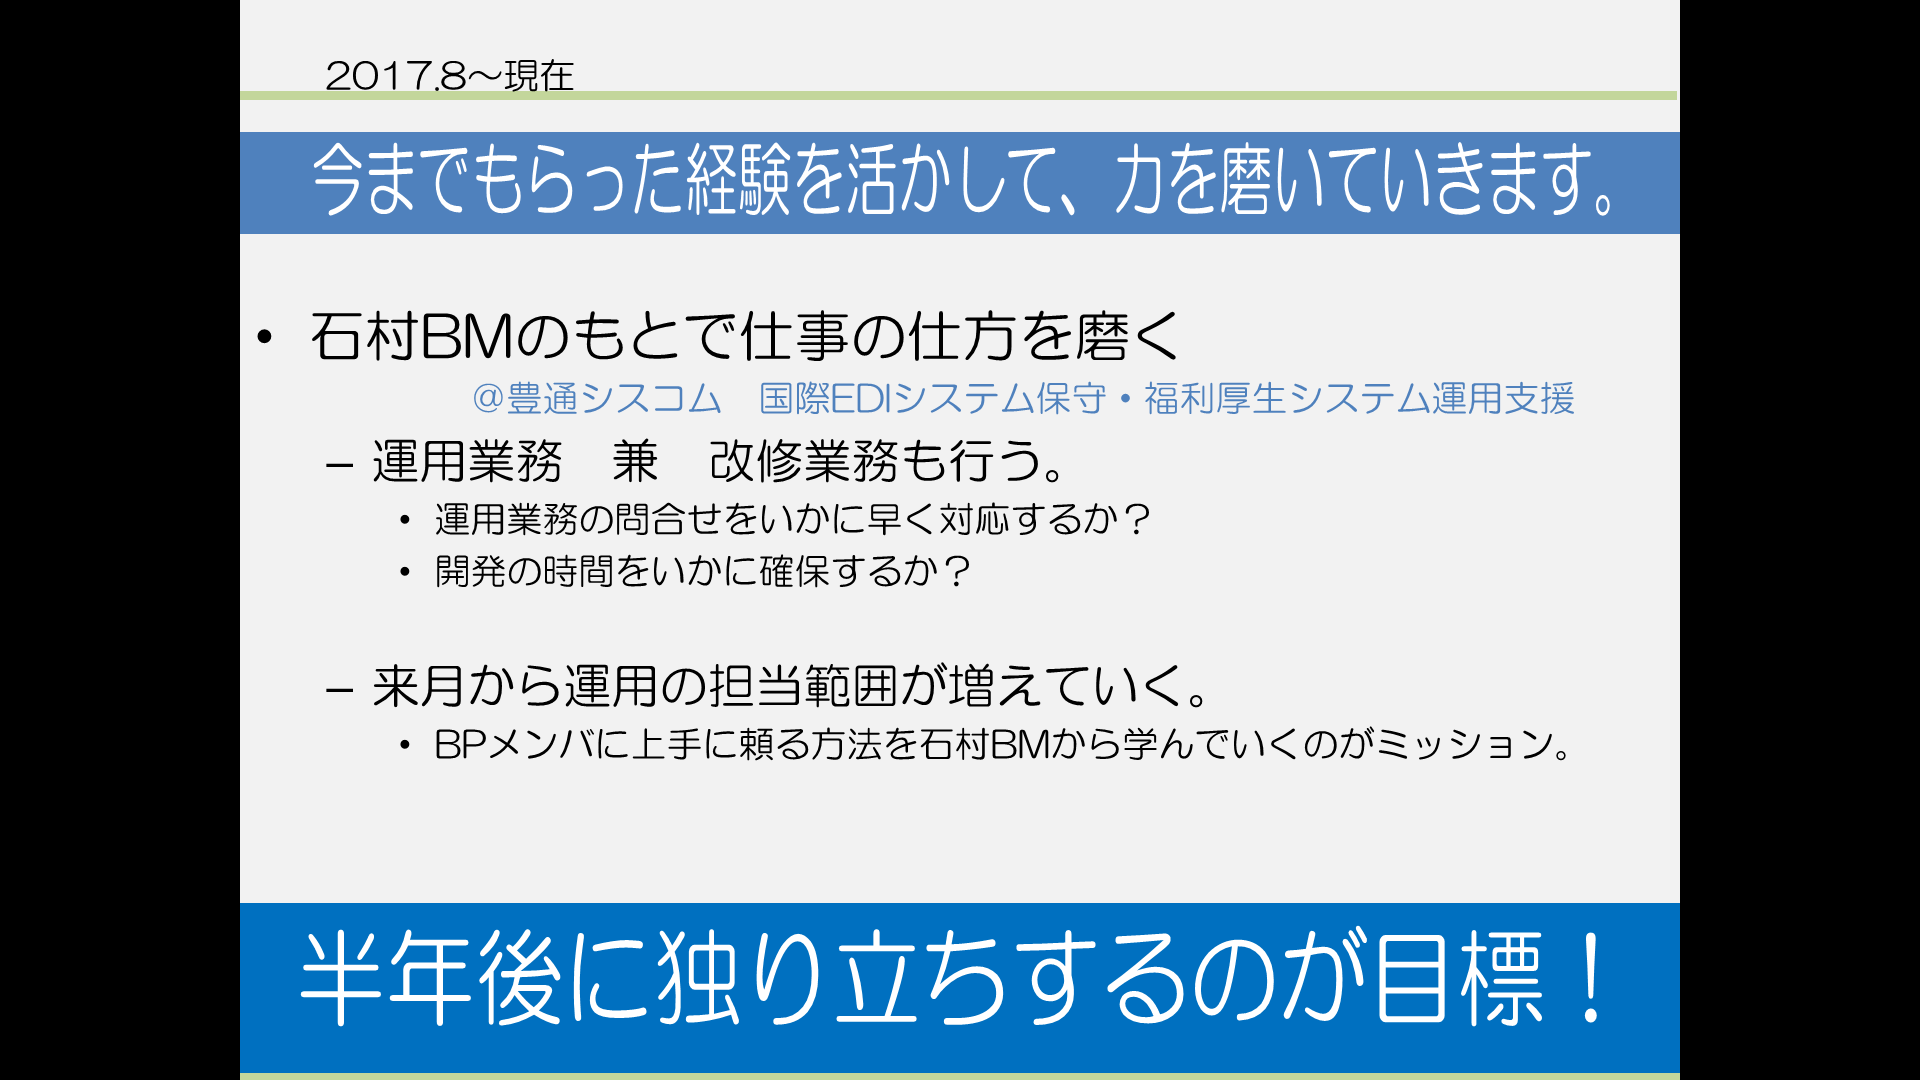 2017.8～現在
今までもらった経験を活かして、力を磨いていきます。
• 石村BMのもとで仕事の仕方を磨く
＠豊通シスコム　国際EDIシステム保守・福利厚生システム運用支援
– 運用業務　兼　改修業務も行う。
• 運用業務の問合せをいかに早く対応するか？
• 開発の時間をいかに確保するか？
– 来月から運用の担当範囲が増えていく。
• BPメンバに上手に頼る方法を石村BMから学んでいくのがミッション。
半年後に独り立ちするのが目標！